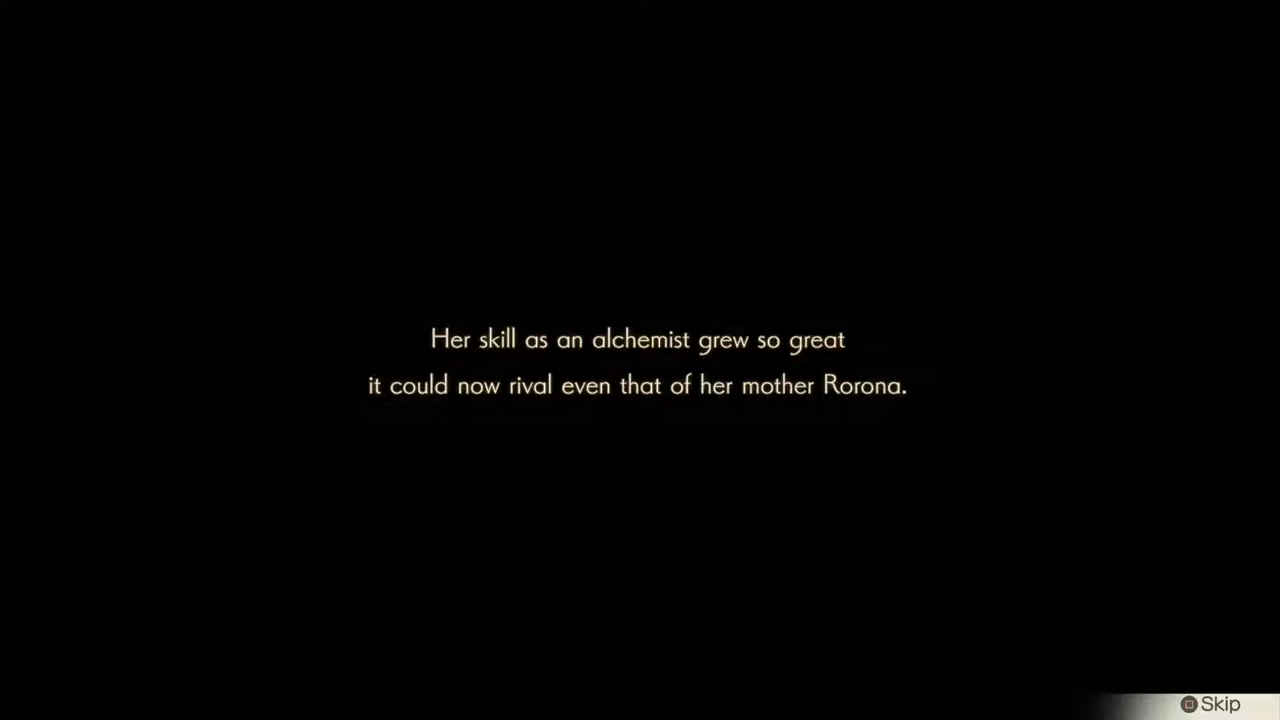 Her skill as an alchemist grew so great
it could now rival even that of her mother Rorona.
Skip